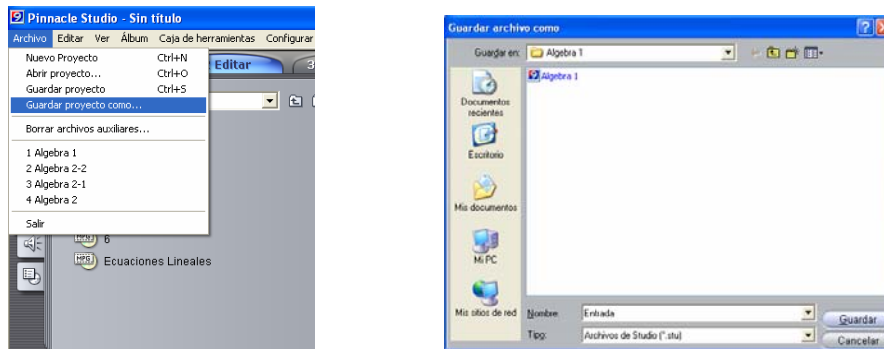 Pinnacle Studio - Sin título
Archivo Editar Ver Álbum Caja de herramientas Configurar
Nuevo Proyecto Ctrl+N
Abrir proyecto... Ctrl+O
Guardar proyecto Ctrl+S
Guardar proyecto como...
Borrar archivos auxiliares...
1 Algebra 1
2 Algebra 2-2
3 Algebra 2-1
4 Algebra 2
Salir
Editar 3
6
Ecuaciones Lineales
Guardar archivo como
Guardar en: Algebra 1
Algebra 1
Documentos
recientes
Escritorio
Mis documentos
Mi PC
Mis sitios de red
Nombre: Entrada Guardar
Tipo: Archivos de Studio (*.stu) Cancelar